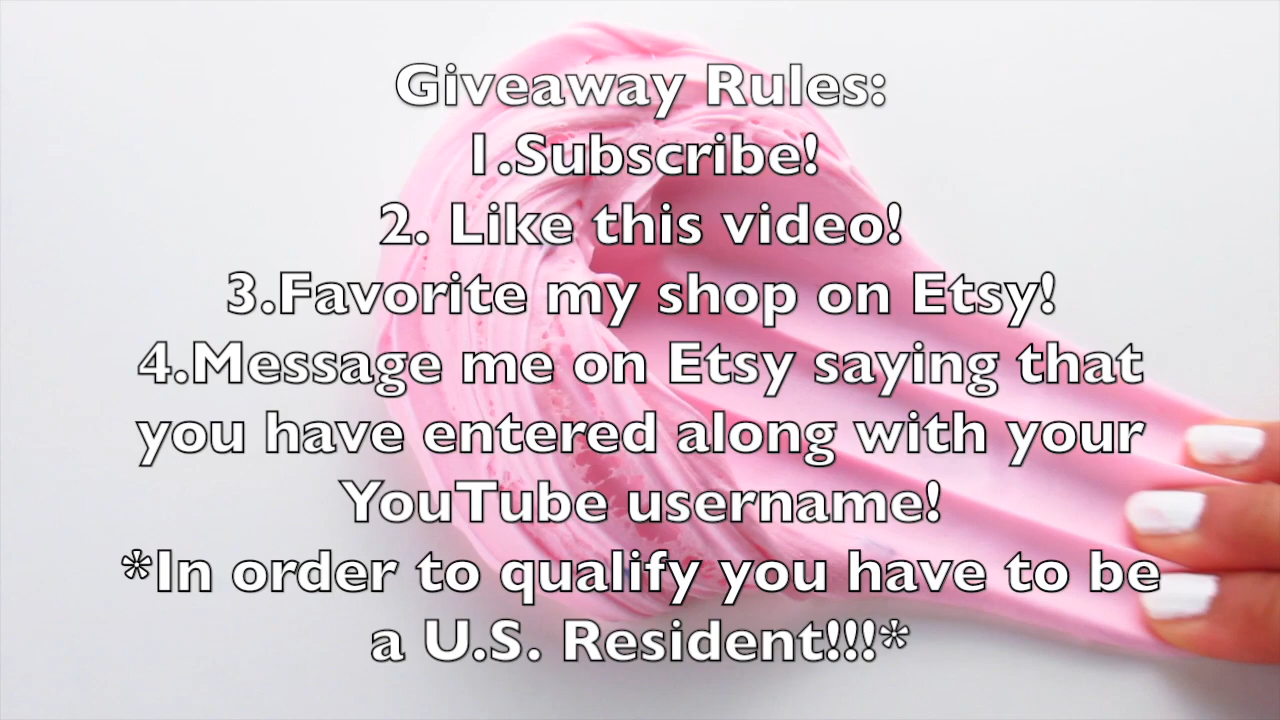 Giveaway Rules:
1.Subscribe!
2. Like this video!
3.Favorite my shop on Etsy!
4.Message me on Etsy saying that
you have entered along with your
YouTube username!
*In order to qualify you have to be
a U.S. Resident!!!*